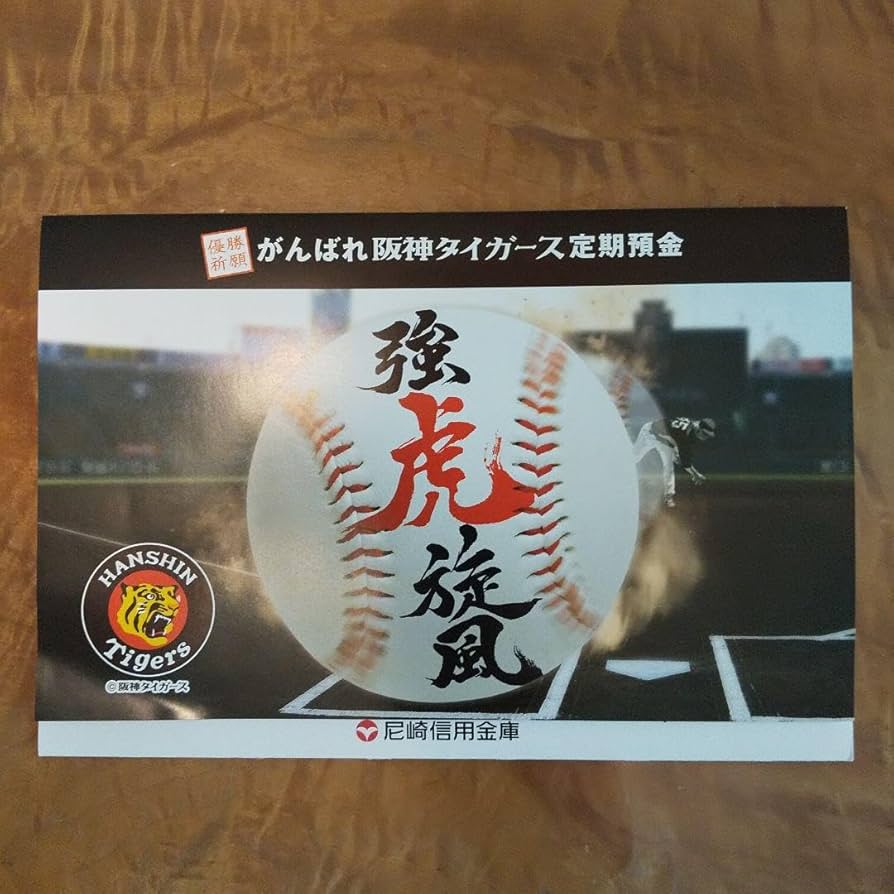 優勝
祈願
がんばれ阪神タイガース定期預金
強
虎
旋
風
HANSHIN
Tigers
©阪神タイガース
尼崎信用金庫